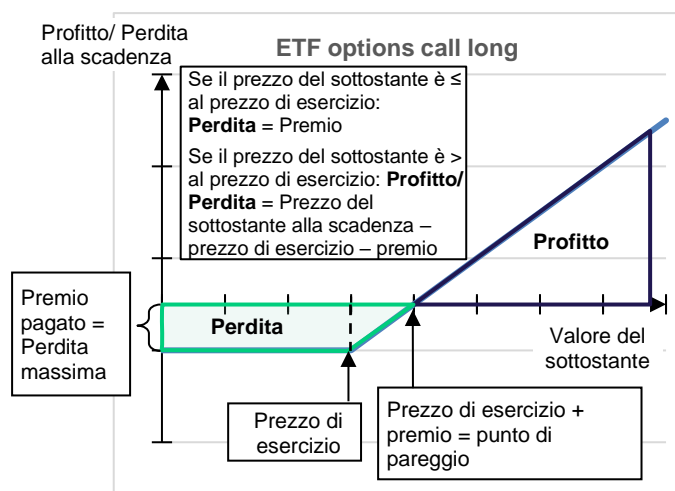 Profitto/ Perdita
alla scadenza
ETF options call long
Se il prezzo del sottostante è ≤
al prezzo di esercizio:
Perdita = Premio
Se il prezzo del sottostante è >
al prezzo di esercizio: Profitto/
Perdita = Prezzo del
sottostante alla scadenza –
prezzo di esercizio – premio
Profitto
Premio
pagato =
Perdita
massima
Perdita
Valore del
sottostante
Prezzo di
esercizio
Prezzo di esercizio +
premio = punto di
pareggio